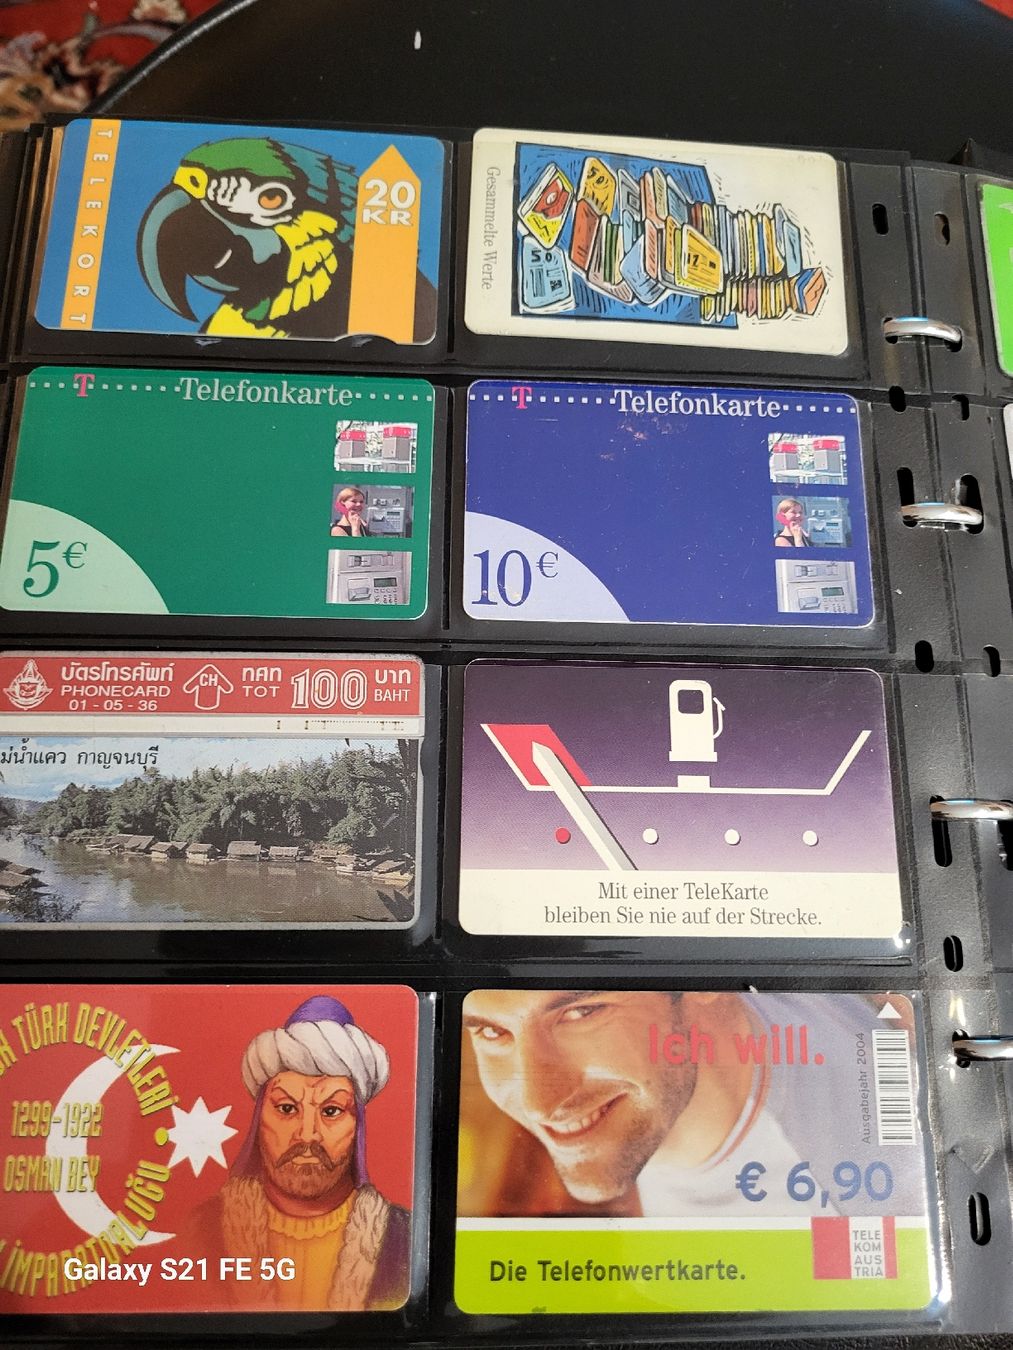 TELEKORT
20
KR
Gesammelte Werte
50
50
T Telefonkarte
5€
T Telefonkarte
10€
บัตรโทรศัพท์
PHONECARD
01-05-36
CH
ทศท
TOT
100
บาท
BAHT
ม่น้ำแคว กาญจนบุรี
Mit einer TeleKarte
bleiben Sie nie auf der Strecke.
TÜRK DEVLETLERİ
1299-1922
OSMAN BEY
İMPARATORLUĞU
Ich will.
Ausgabejahr 2004
€ 6,90
Die Telefonwertkarte.
TELE
KOM
AUS
TRIA
Galaxy S21 FE 5G